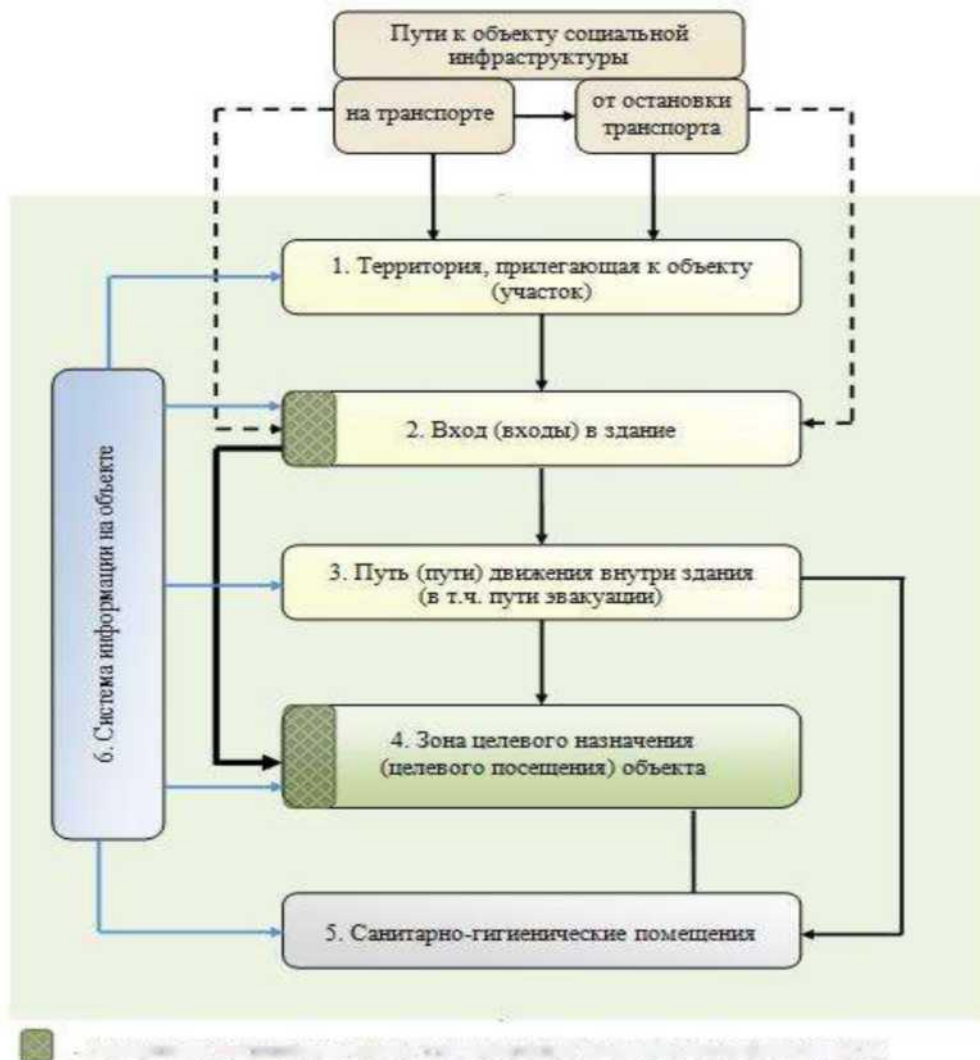 Пути к объекту социальной
инфраструктуры
на транспорте
от остановки
транспорта
1. Территория, прилегающая к объекту
(участок)
2. Вход (входы) в здание
3. Путь (пути) движения внутри здания
(в т.ч. пути эвакуации)
4. Зона целевого назначения
(целевого посещения) объекта
5. Санитарно-гигиенические помещения
6. Система информации на объекте